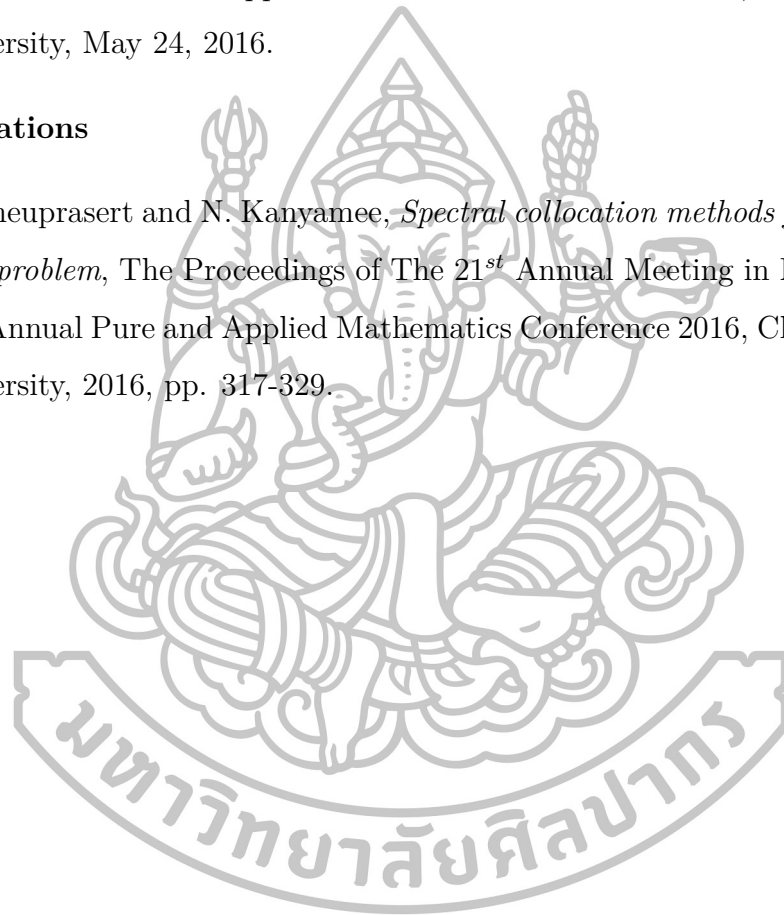 ersity, May 24, 2016.
ations
neuprasert and N. Kanyamee, Spectral collocation methods
problem, The Proceedings of The 21st Annual Meeting in
Annual Pure and Applied Mathematics Conference 2016,
ersity, 2016, pp. 317-329.
มหาวิทยาลัยศิลปากร